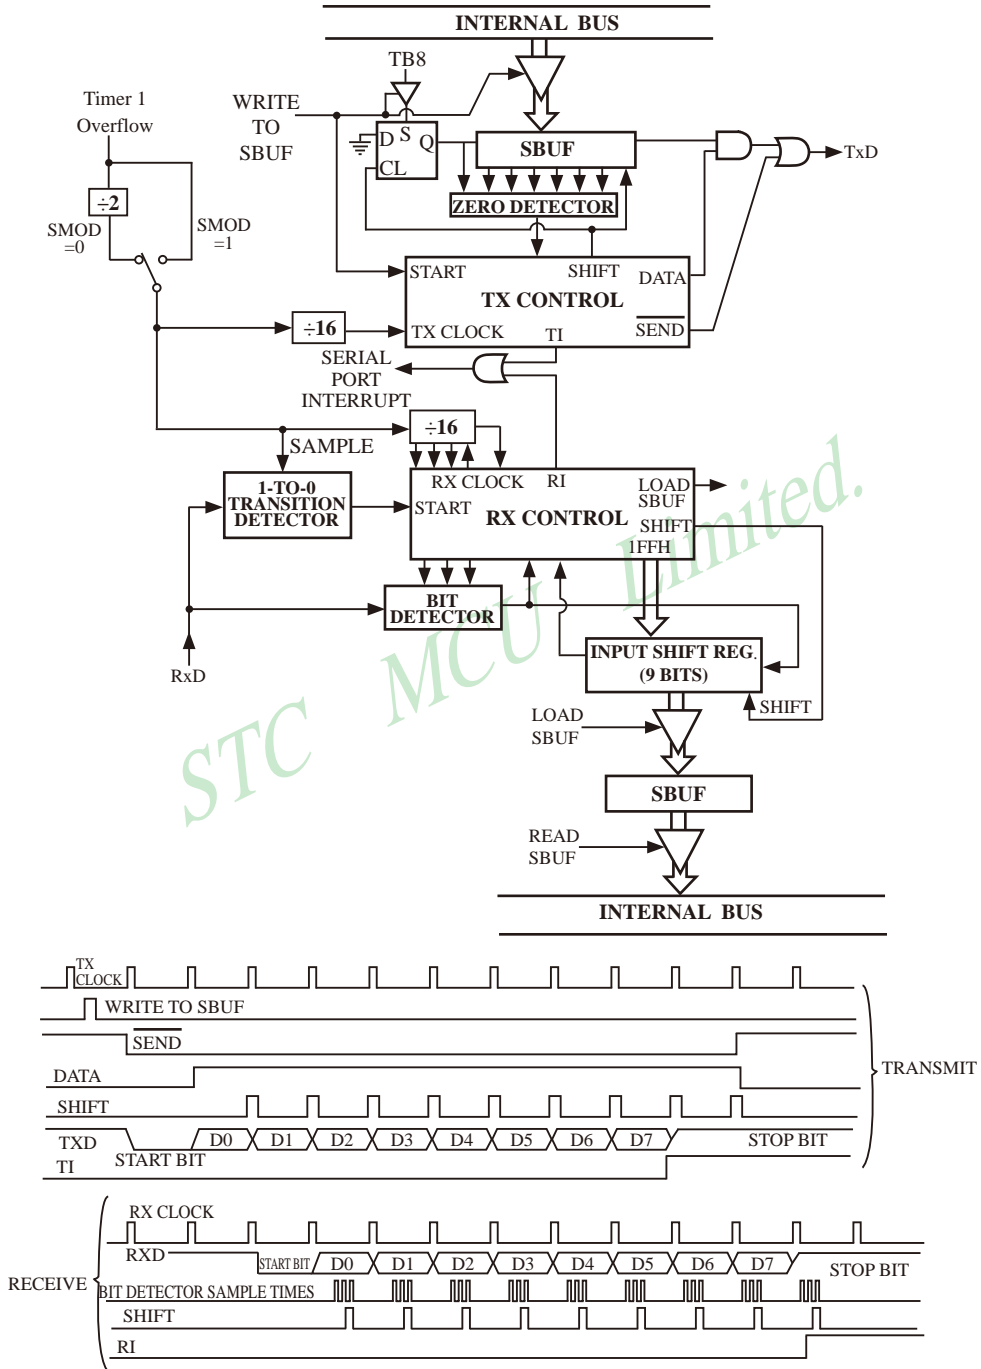 INTERNAL BUS
TB8
WRITE
TO
SBUF
Timer 1
Overflow
D S Q
CL
SBUF
TxD
÷2
ZERO DETECTOR
SMOD
=0
SMOD
=1
START
SHIFT
DATA
TX CONTROL
÷16
TX CLOCK
TI
SEND
SERIAL
PORT
INTERRUPT
÷16
SAMPLE
1-TO-0
TRANSITION
DETECTOR
RX CLOCK
RI
LOAD
SBUF
START
RX CONTROL
SHIFT
1FFH
BIT
DETECTOR
RxD
INPUT SHIFT REG.
(9 BITS)
SHIFT
LOAD
SBUF
SBUF
READ
SBUF
INTERNAL BUS
STC MCU Limited.
TX
CLOCK
WRITE TO SBUF
SEND
DATA
TRANSMIT
SHIFT
TXD
START BIT
D0 D1 D2 D3 D4 D5 D6 D7
STOP BIT
TI
RX CLOCK
RXD
START BIT
D0 D1 D2 D3 D4 D5 D6 D7
STOP BIT
RECEIVE
BIT DETECTOR SAMPLE TIMES
SHIFT
RI